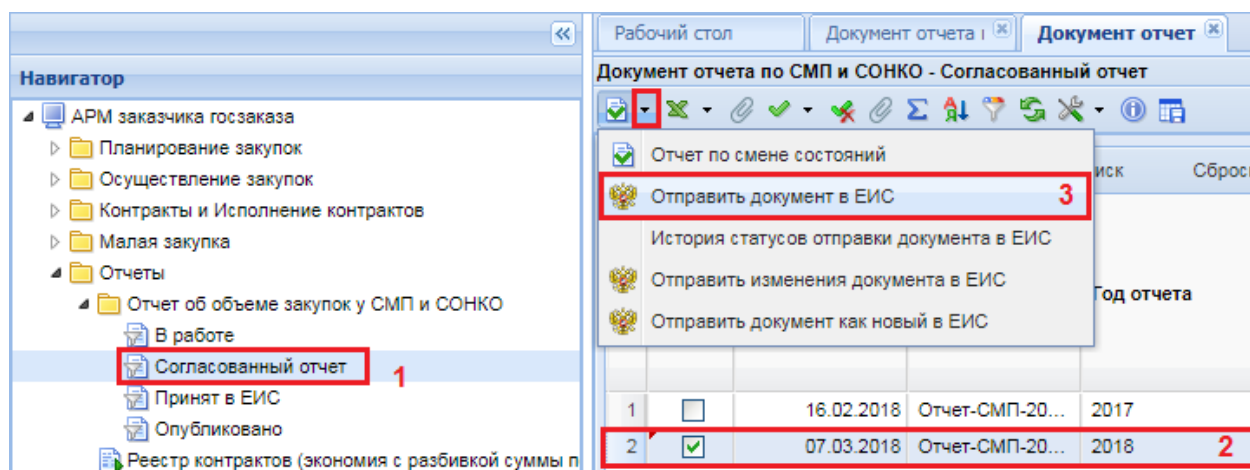 Навигатор
АРМ заказчика госзаказа
Планирование закупок
Осуществление закупок
Контракты и Исполнение контрактов
Малая закупка
Отчеты
Отчет об объеме закупок у СМП и СОНКО
В работе
Согласованный отчет 1
Принят в ЕИС
Опубликовано
Реестр контрактов (экономия с разбивкой суммы п
Рабочий стол Документ отчета Документ отчет
Документ отчета по СМП и СОНКО - Согласованный отчет
Отчет по смене состояний
иск Сброс
Отправить документ в ЕИС 3
История статусов отправки документа в ЕИС
Отправить изменения документа в ЕИС
Год отчета
Отправить документ как новый в ЕИС
1 16.02.2018 Отчет-СМП-20... 2017
2 07.03.2018 Отчет-СМП-20... 2018 2